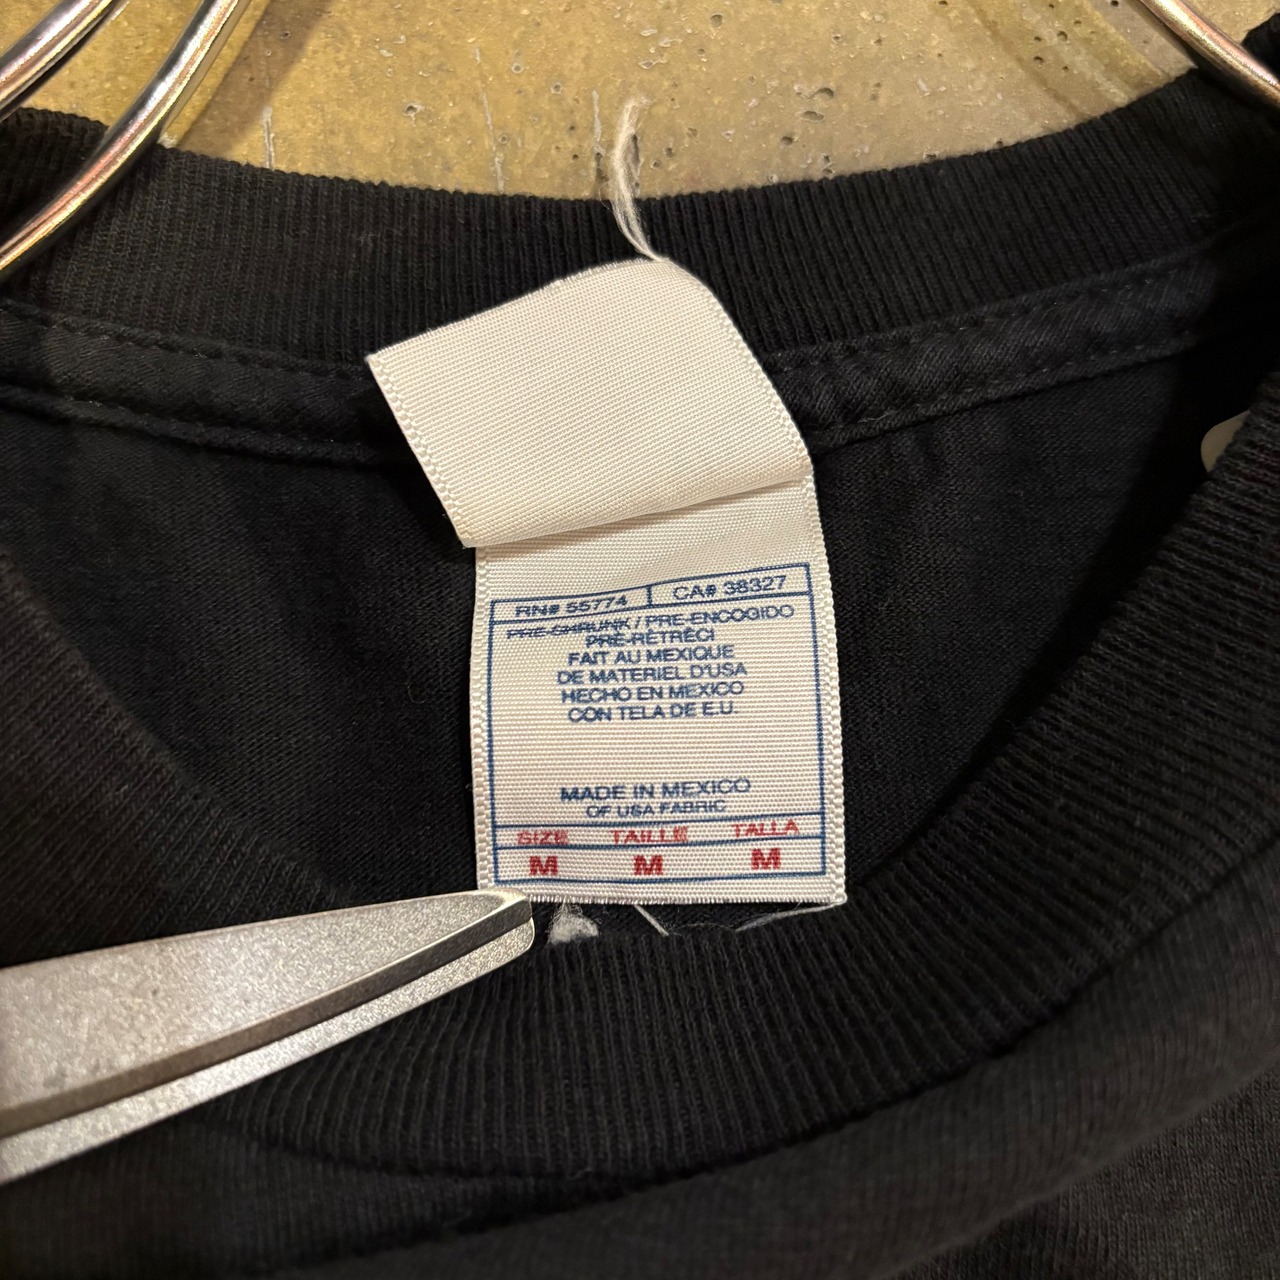 RN# 55774 CA# 38327
PRE-SHRUNK / PRE-ENCOGIDO
PRÉ-RÉTRÉCI
FAIT AU MEXIQUE
DE MATERIEL D'USA
HECHO EN MEXICO
CON TELA DE E.U.
MADE IN MEXICO
OF USA FABRIC
SIZE TAILLE TALLA
M M M